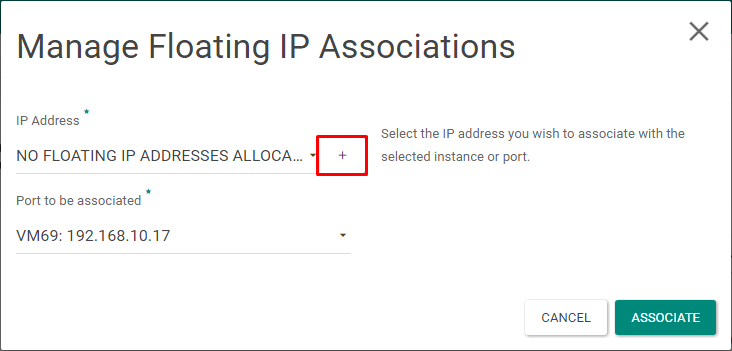 Manage Floating IP Associations
IP Address *
NO FLOATING IP ADDRESSES ALLOCA...
+
Select the IP address you wish to associate with the
selected instance or port.
Port to be associated *
VM69: 192.168.10.17
CANCEL
ASSOCIATE